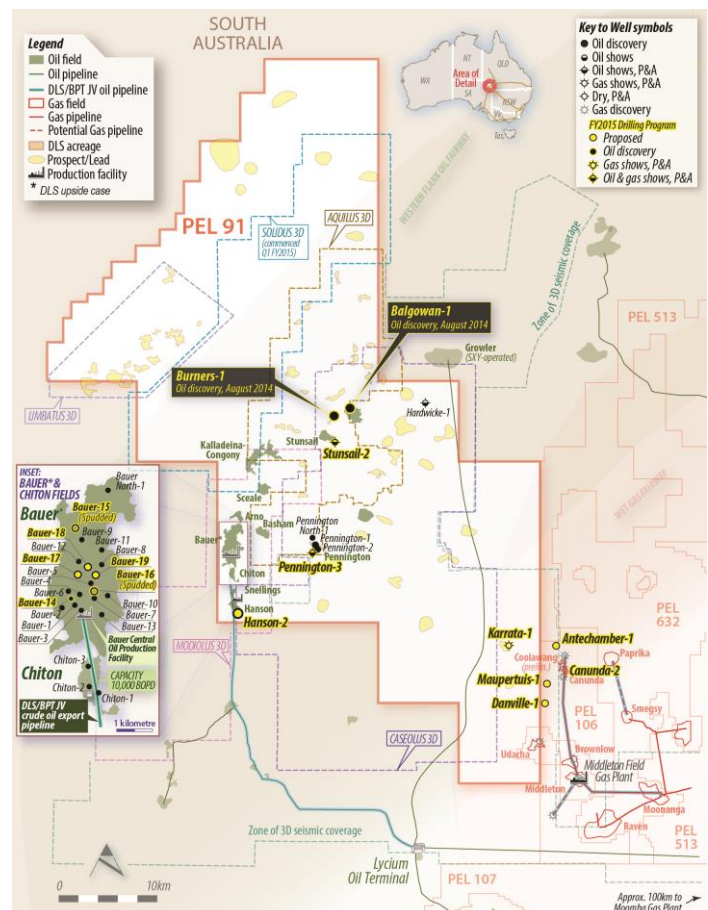 SOUTH
AUSTRALIA
Legend
Oil field
Oil pipeline
DLS/BPT JV oil pipeline
Gas field
Gas pipeline
Potential Gas pipeline
DLS acreage
Prospect/Lead
Production facility
* DLS upside case
WA
NT
QLD
SA
NSW
Vic
Tas.
Area of
Detail
Key to Well symbols
Oil discovery
Oil shows
Oil shows, P&A
Gas shows, P&A
Dry, P&A
Gas discovery
FY2015 Drilling Program
Proposed
Oil discovery
Gas shows, P&A
Oil & gas shows, P&A
PEL 91
SOLIDUS 3D
(commenced
Q1 FY2015)
AQUILUS 3D
WESTERN FLANK OIL FAIRWAY
Zone of 3D seismic coverage
PEL 513
Balgowan-1
Oil discovery, August 2014
Burners-1
Oil discovery, August 2014
Growler
(SXY-operated)
Hardwicke-1
LIMBATUS 3D
Stunsail
Stunsail-2
Kalladeina-
Congony
Sceale
Arno
Bauer*
Basham
Pennington
North-1
Pennington-1
Pennington-2
Pennington
Pennington-3
Chiton
Snellings
Hanson
Hanson-2
MODIOLUS 3D
WET GAS FAIRWAY
PEL
632
Karrata-1
Antechamber-1
Coolawang
(prelim.)
Canunda-2
Canunda
Paprika
Maupertuis-1
Danville-1
PEL
106
Smegsy
Udacha
Brownlow
Middleton Field
Gas Plant
Middleton
Moonanga
Raven
PEL
513
CASEOLUS 3D
INSET:
BAUER* &
CHITON FIELDS
Bauer
North-1
Bauer*
Bauer-15
(Spudded)
Bauer-18
Bauer-9
Bauer-12
Bauer-11
Bauer-8
Bauer-17
Bauer-19
Bauer-5
Bauer-4
Bauer-16
(Spudded)
Bauer-6
Bauer-14
Bauer-10
Bauer-2
Bauer-7
Bauer-1
Bauer-13
Bauer-3
Bauer Central
Oil Production
Facility
CAPACITY
10,000 BOPD
Chiton-3
Chiton
Chiton-2
Chiton-1
DLS/BPT JV
crude oil export
pipeline
1 kilometre
Zone of 3D seismic coverage
Lycium
Oil Terminal
PEL 107
0
10km
Approx. 100km to
Moomba Gas Plant